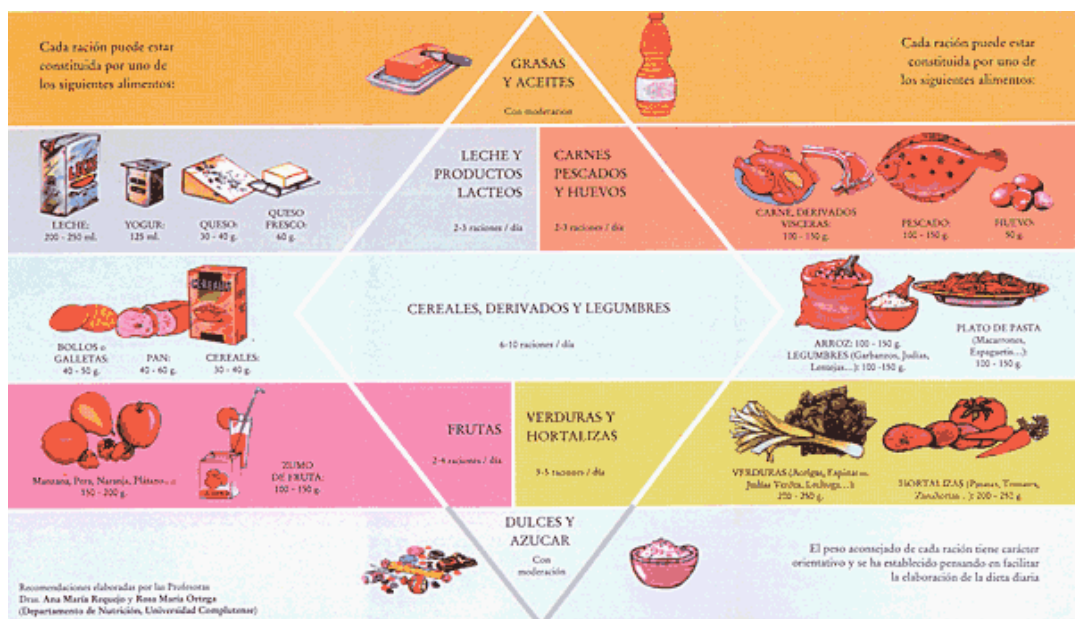 Cada ración puede estar
constituida por uno de
los siguientes alimentos:
GRASAS
Y ACEITES
Con moderación
Cada ración puede estar
constituida por uno de
los siguientes alimentos:
LECHE:
200 - 250 ml.
YOGUR:
125 ml.
QUESO:
30 - 40 g.
QUESO
FRESCO:
60 g.
LECHE Y
PRODUCTOS
LACTEOS
2-3 raciones / día
CARNES
PESCADOS
Y HUEVOS
2-3 raciones / día
CARNE, DERIVADOS
VISCERAS:
100 - 150 g.
PESCADO:
100 - 150 g.
HUEVO:
50 g.
CEREALES
BOLLOS o
GALLETAS:
40 - 50 g.
PAN:
40 - 60 g.
CEREALES:
30 - 40 g.
CEREALES, DERIVADOS Y LEGUMBRES
6-10 raciones / día
ARROZ: 100 - 150 g.
LEGUMBRES (Garbanzos, Judías,
Lentejas...): 100 -150 g.
PLATO DE PASTA
(Macarrones,
Espaguetis...):
100 - 150 g.
Manzana, Pera, Naranja, Plátano
150 - 200 g.
ZUMO
DE FRUTA:
100 - 150 g.
FRUTAS
2-4 raciones / día
VERDURAS Y
HORTALIZAS
raciones / día
VERDURAS (Acelgas, Espinacas,
Judías Verdes, Lechuga...):
200 - 250 g.
HORTALIZAS (Patatas, Tomates,
Zanahorias...): 200 - 250 g.
DULCES Y
AZUCAR
Con
moderación
Recomendaciones elaboradas por las Profesoras
Dras. Ana María Requejo y Rosa María Ortega
(Departamento de Nutrición, Universidad Complutense)
El peso aconsejado de cada ración tiene carácter
orientativo y se ha establecido pensando en facilitar
la elaboración de la dieta diaria